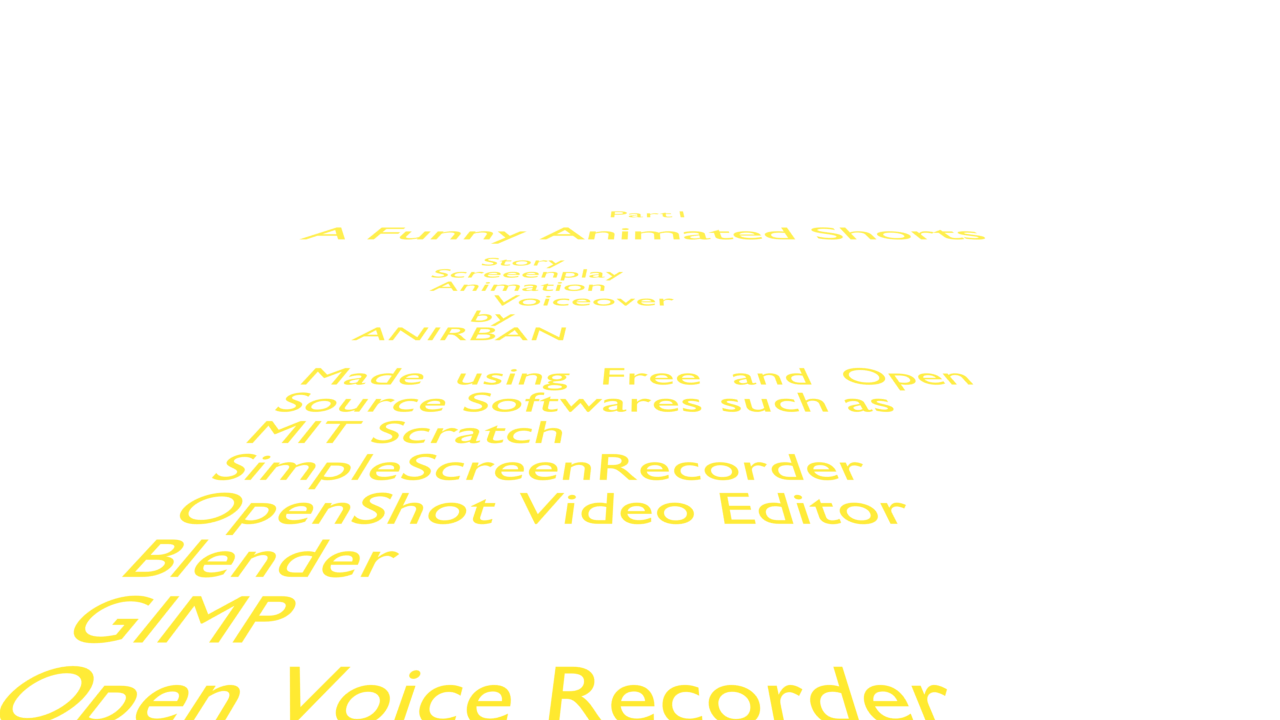 Part 1
A Funny Animated Shorts
Story
Screeenplay
Animation
Voiceover
by
ANIRBAN
Made using Free and Open
Source Softwares such as
MIT Scratch
SimpleScreenRecorder
OpenShot Video Editor
Blender
GIMP
Open Voice Recorder